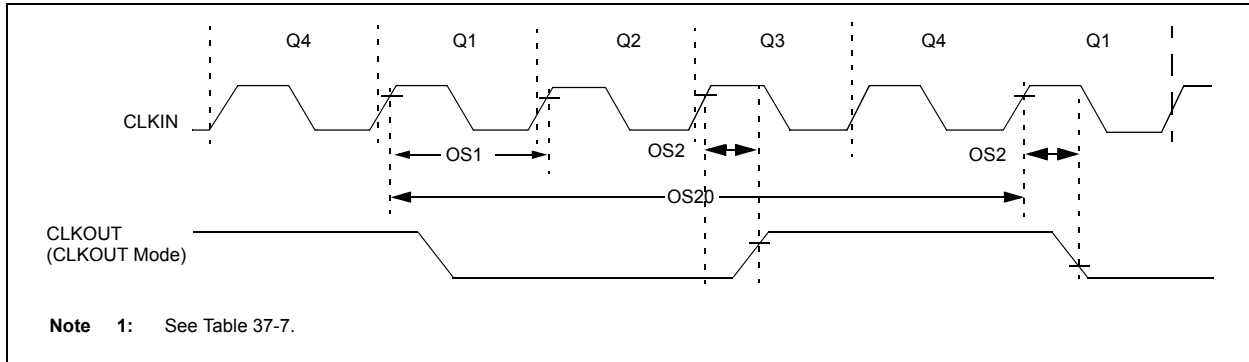 Q4 Q1 Q2 Q3 Q4 Q1
CLKIN
OS1 OS2 OS2
OS20
CLKOUT
(CLKOUT Mode)
Note 1: See Table 37-7.